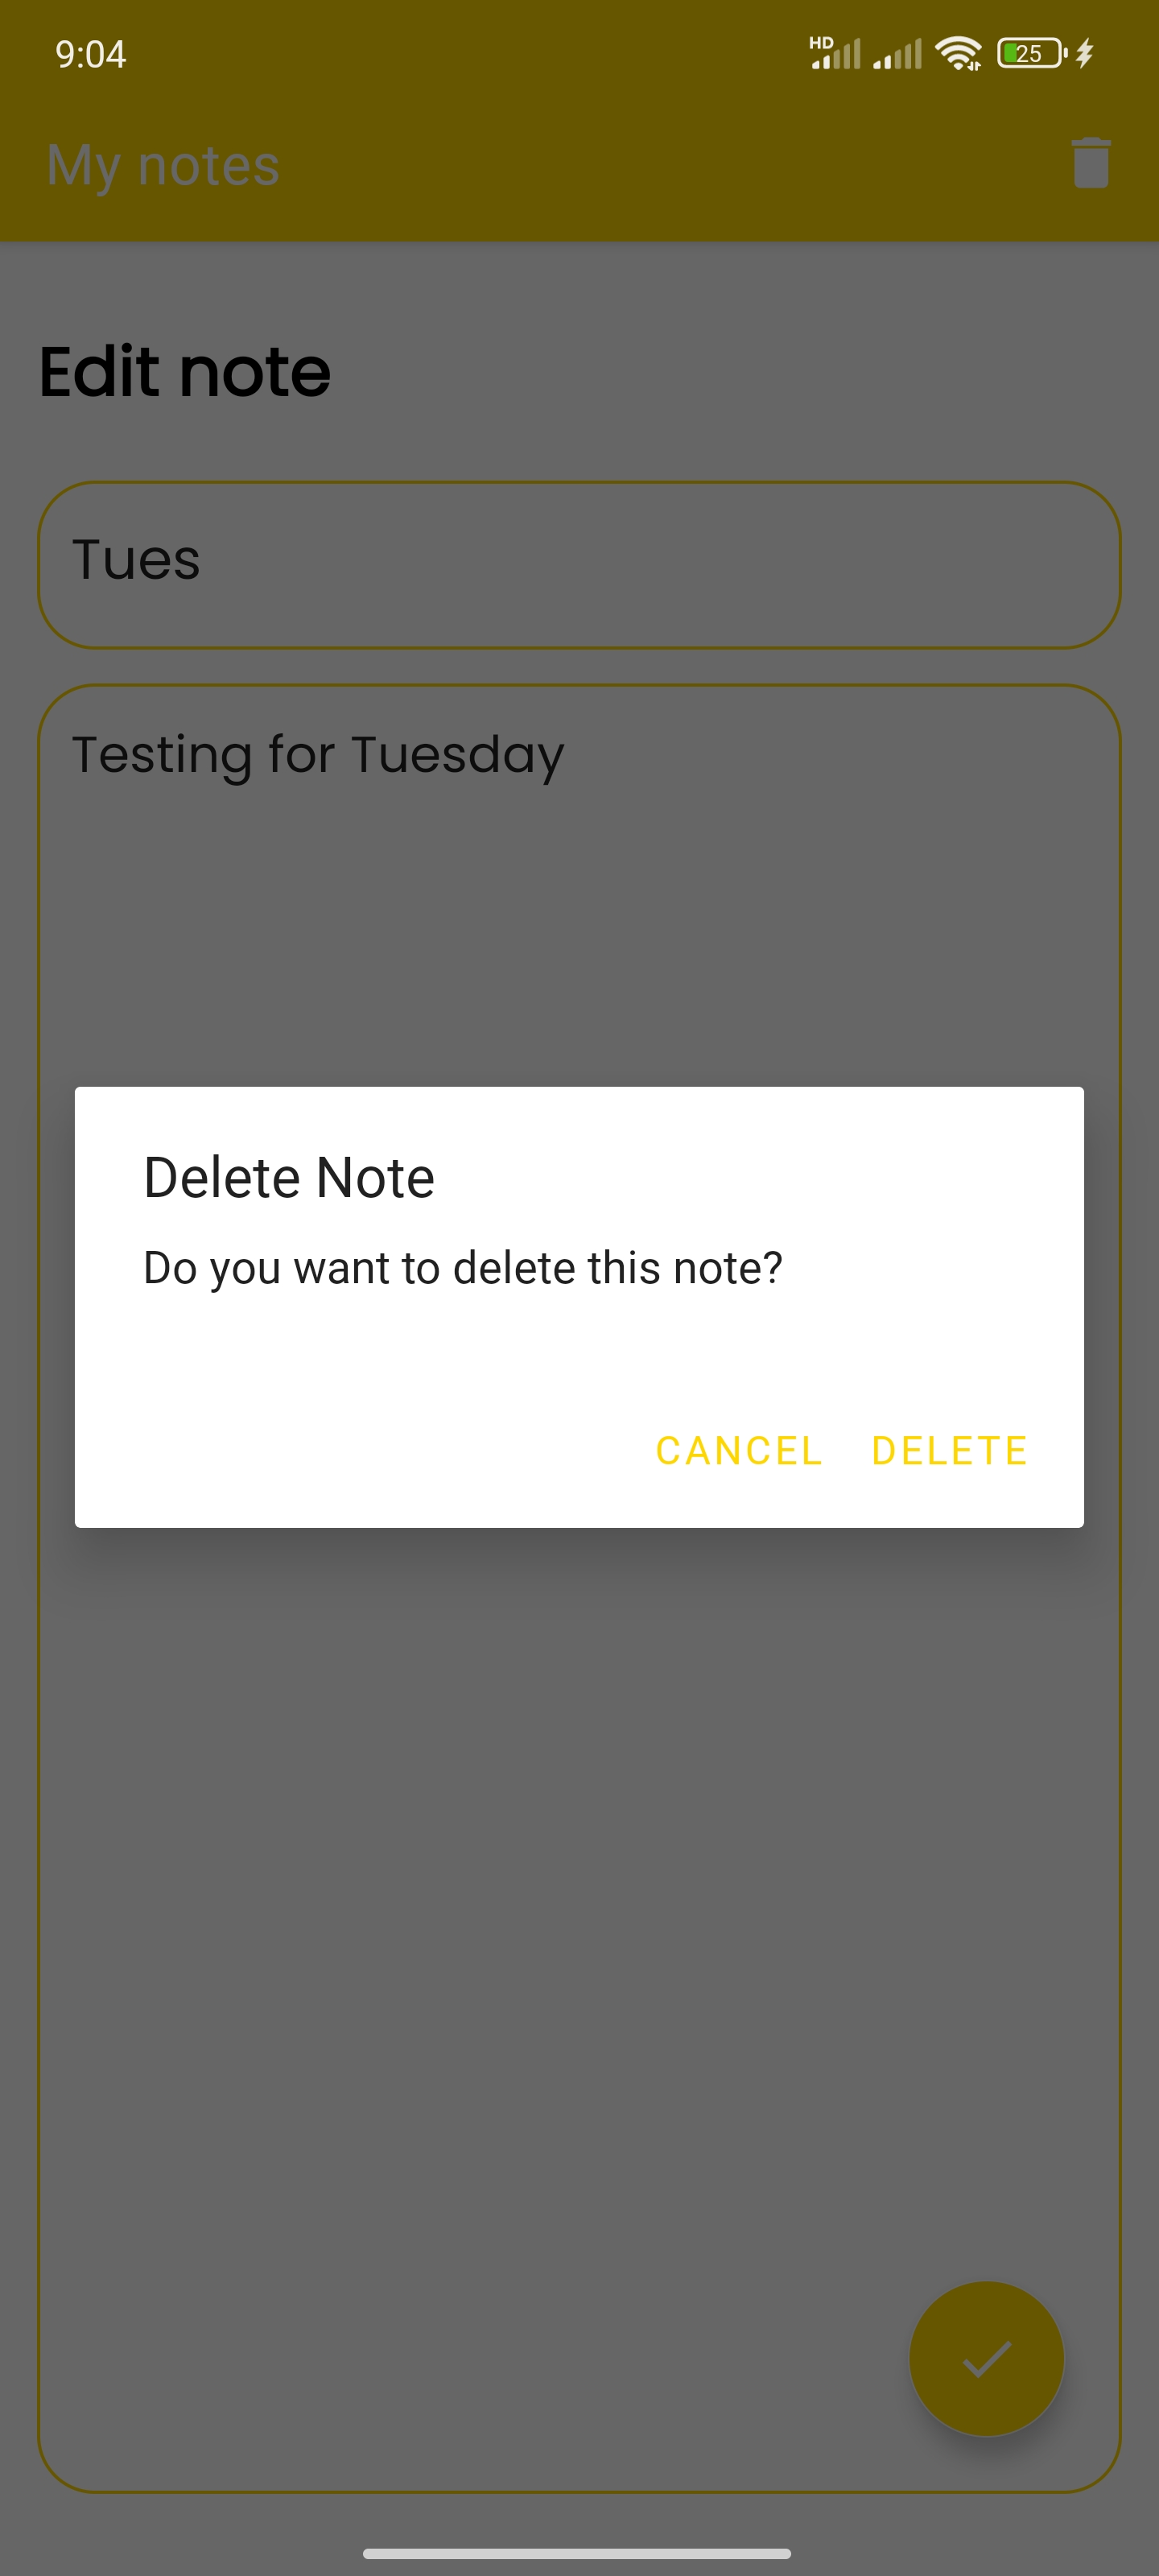 9:04
HD
25
My notes
Edit note
Tues
Testing for Tuesday
Delete Note
Do you want to delete this note?
CANCEL DELETE